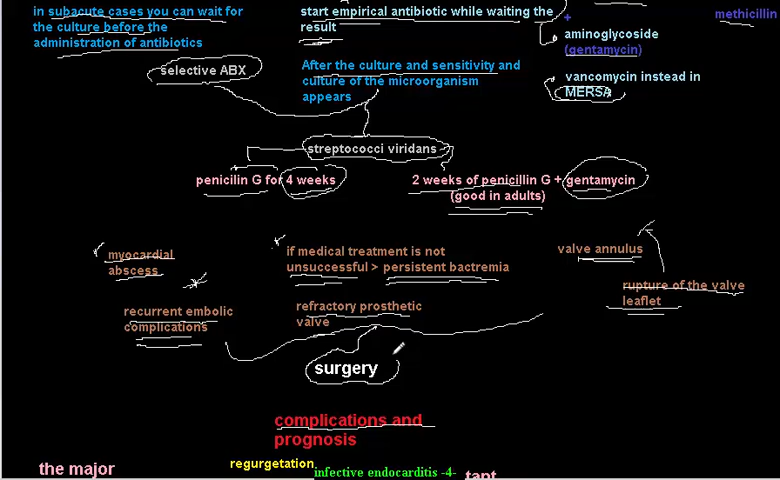 in subacute cases you can wait for
the culture before the
administration of antibiotics
start empirical antibiotic while waiting the
result
+
aminoglycoside
(gentamycin)
methicillin
selective ABX
After the culture and sensitivity and
culture of the microorganism
appears
vancomycin instead in
MERSA
streptococci viridans
penicilin G for 4 weeks
2 weeks of penicillin G + gentamycin
(good in adults)
myocardial
abscess
if medical treatment is not
unsuccessful > persistent bactremia
valve annulus
rupture of the valve
leaflet
recurrent embolic
complications
refractory prosthetic
valve
surgery
complications and
prognosis
the major
regurgetation
infective endocarditis -4-
tapt